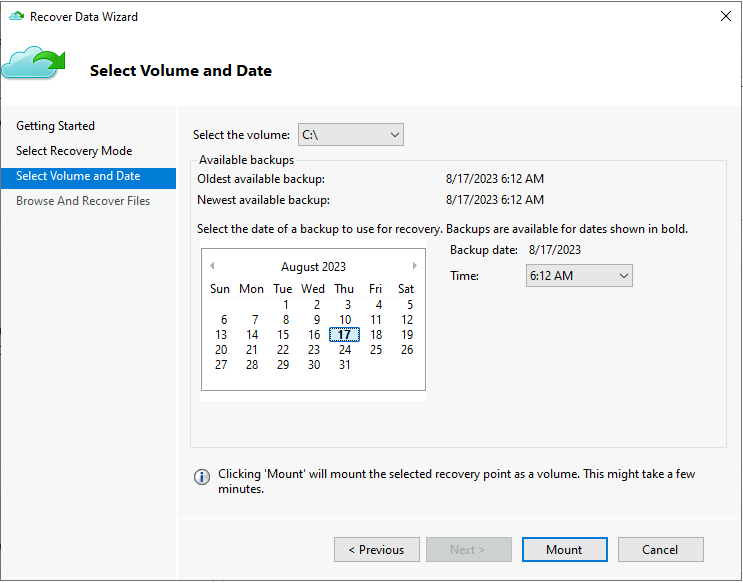 Recover Data Wizard
Select Volume and Date
Getting Started
Select Recovery Mode
Select Volume and Date
Browse And Recover Files
Select the volume: C:\
Available backups
Oldest available backup: 8/17/2023 6:12 AM
Newest available backup: 8/17/2023 6:12 AM
Select the date of a backup to use for recovery. Backups are available for dates shown in bold.
August 2023
Sun Mon Tue Wed Thu Fri Sat
1 2 3 4 5
6 7 8 9 10 11 12
13 14 15 16 17 18 19
20 21 22 23 24 25 26
27 28 29 30 31
Backup date: 8/17/2023
Time: 6:12 AM
Clicking 'Mount' will mount the selected recovery point as a volume. This might take a few
minutes.
< Previous Next > Mount Cancel